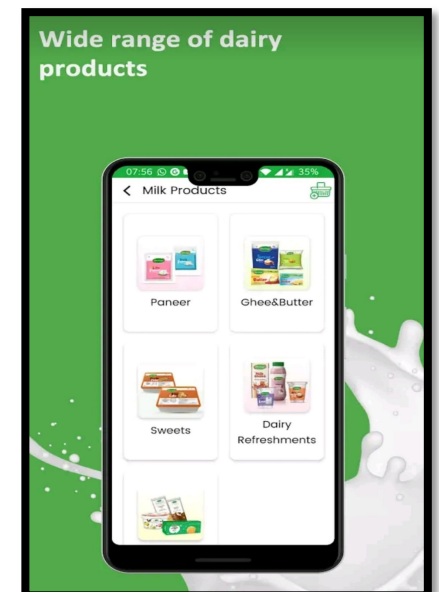 Wide range of dairy
products
07:56
35%
Milk Products
Paneer
Ghee&Butter
Sweets
Dairy
Refreshments